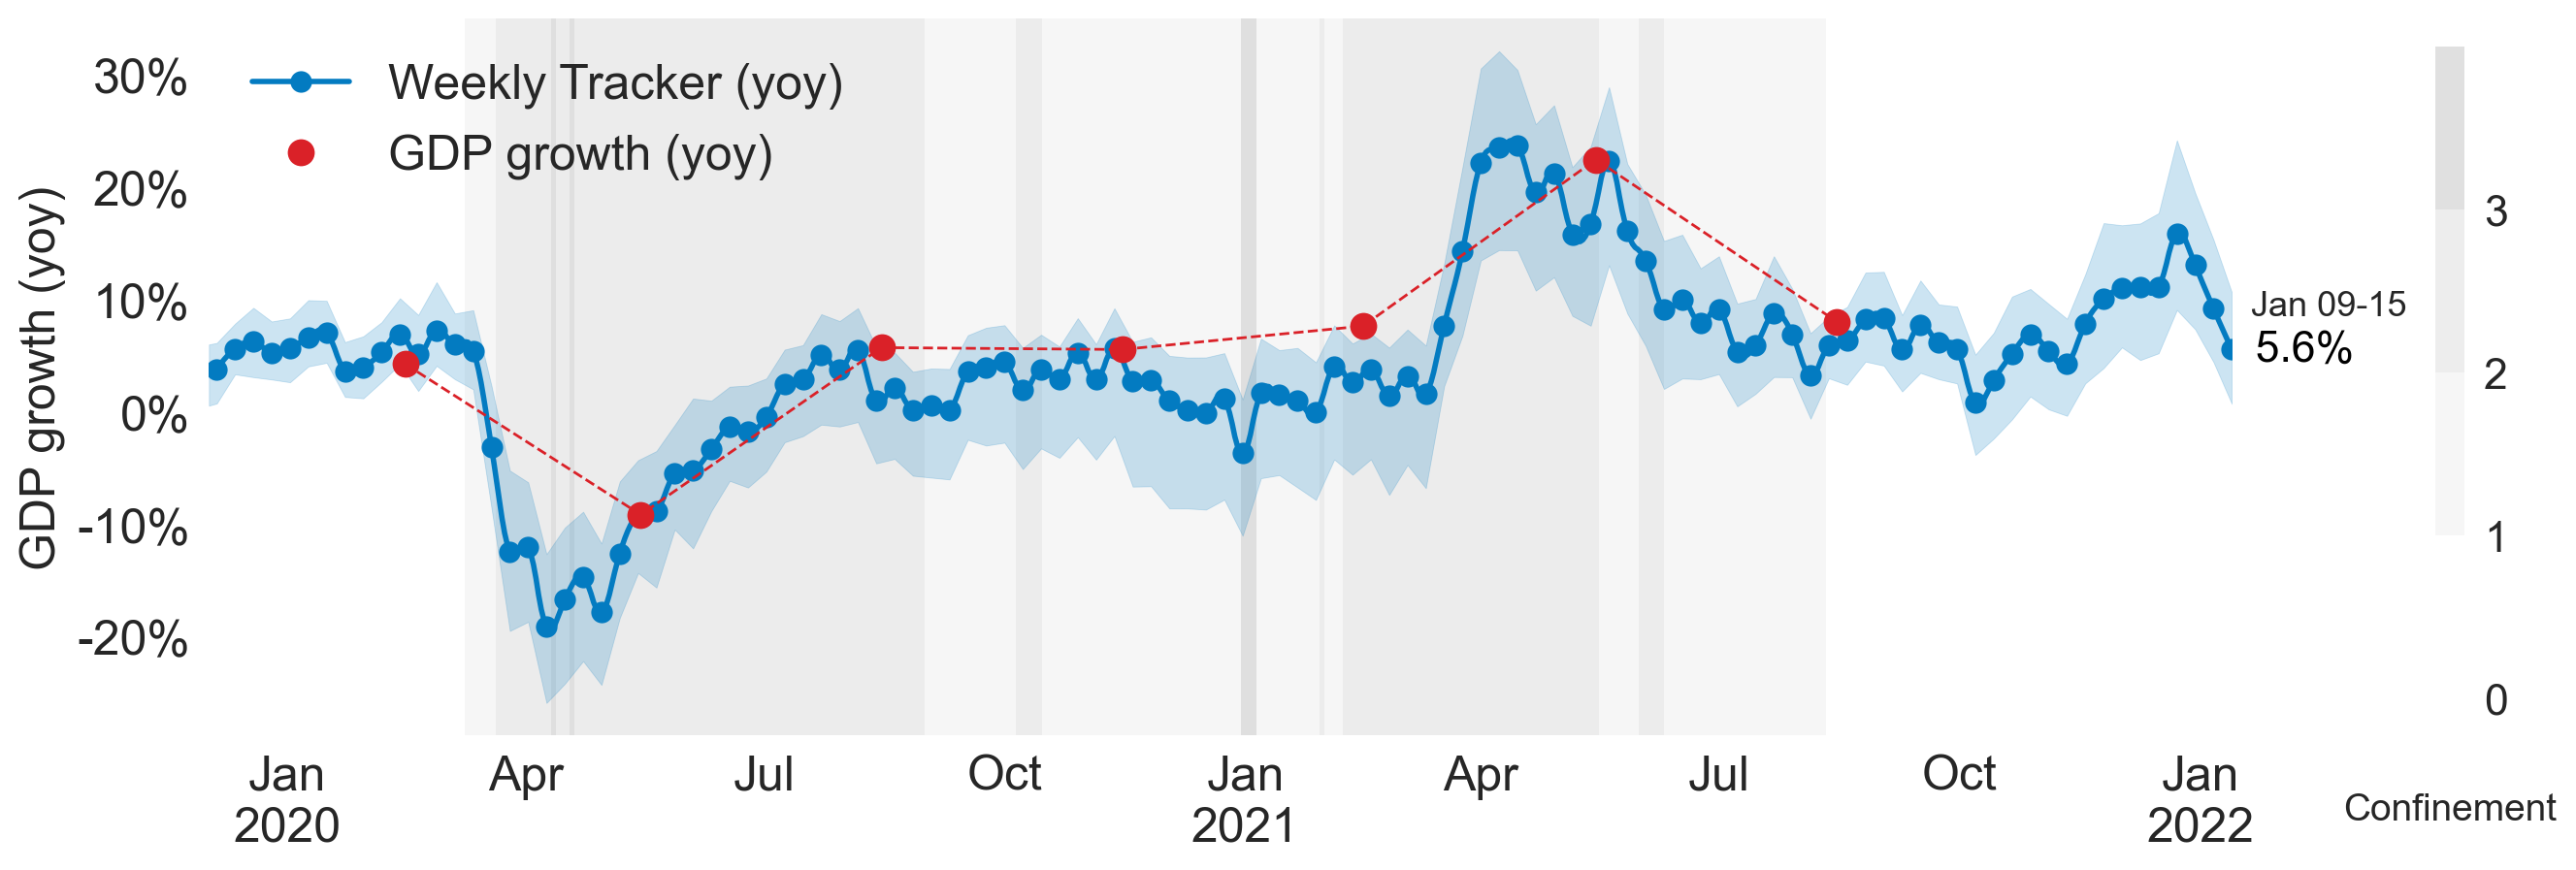 Weekly Tracker (yoy)
GDP growth (yoy)
GDP growth (yoy)
30%
20%
10%
0%
-10%
-20%
Jan 09-15
5.6%
3
2
1
0
Jan Apr Jul Oct Jan Apr Jul Oct Jan
2020 2021 2022
Confinement